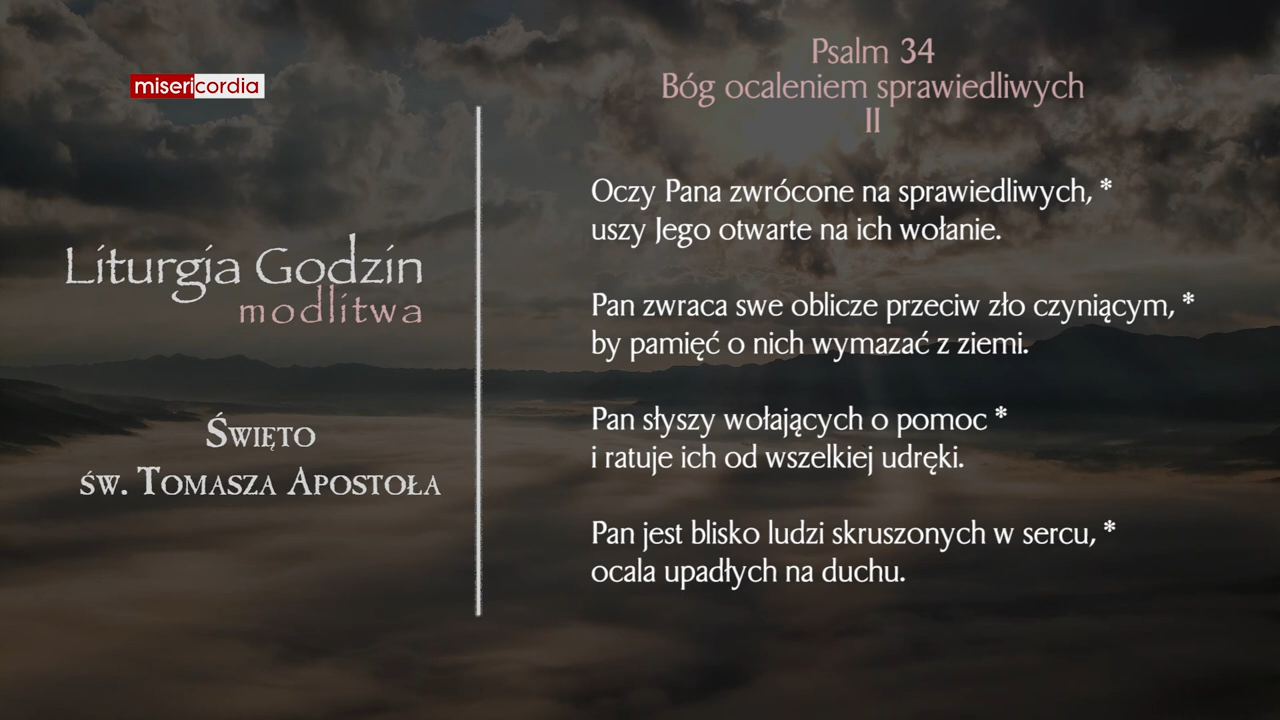 misericordia
Liturgia Godzin
modlitwa
Święto
św. Tomasza Apostoła
Psalm 34
Bóg ocaleniem sprawiedliwych
II
Oczy Pana zwrócone na sprawiedliwych, *
uszy Jego otwarte na ich wołanie.
Pan zwraca swe oblicze przeciw zło czyniącym, *
by pamięć o nich wymazać z ziemi.
Pan słyszy wołających o pomoc *
i ratuje ich od wszelkiej udręki.
Pan jest blisko ludzi skruszonych w sercu, *
ocala upadłych na duchu.